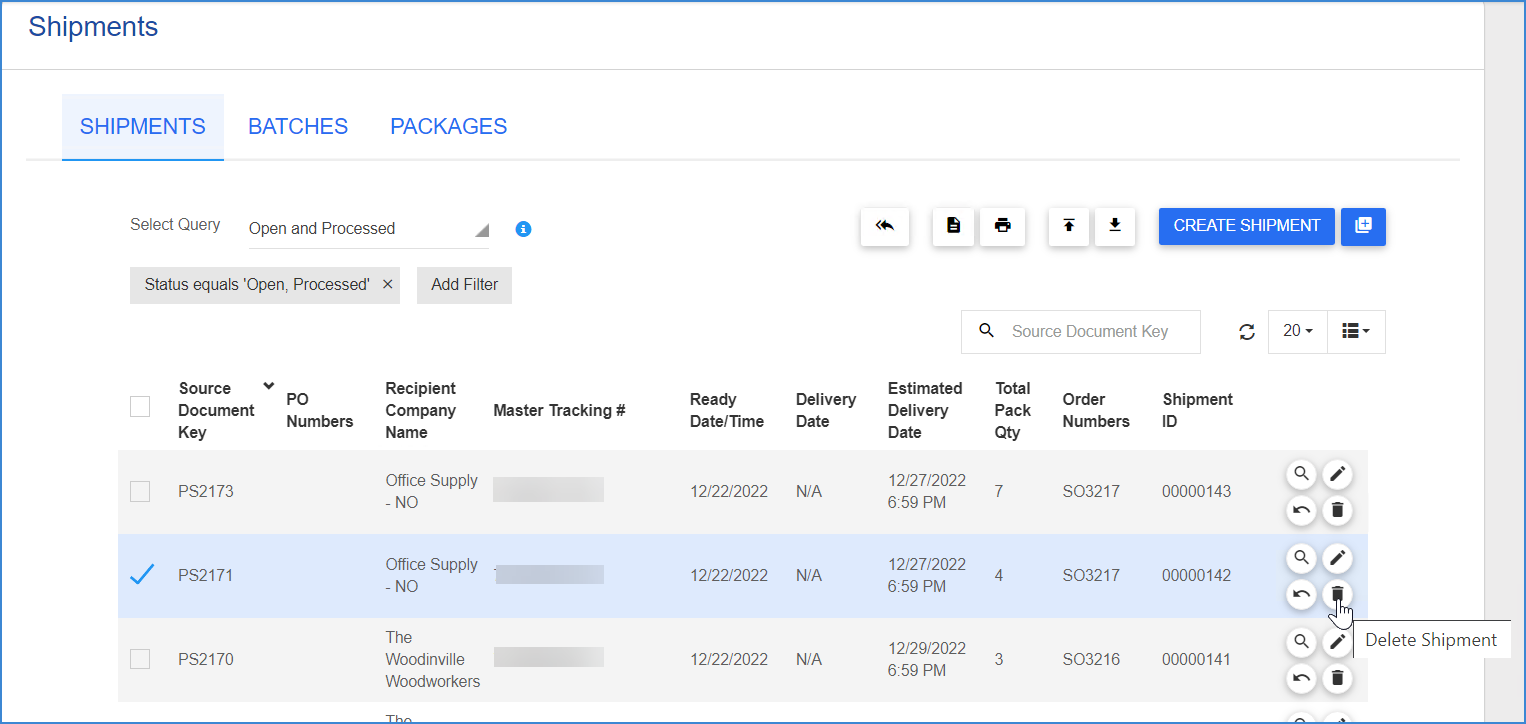 Shipments
SHIPMENTS BATCHES PACKAGES
Select Query Open and Processed CREATE SHIPMENT
Status equals 'Open, Processed' × Add Filter
Source Document Key 20
Source Document Key PO Numbers Recipient Company Name Master Tracking # Ready Date/Time Delivery Date Estimated Delivery Date Total Pack Qty Order Numbers Shipment ID
PS2173 Office Supply - NO 12/22/2022 N/A 12/27/2022 6:59 PM 7 SO3217 00000143
PS2171 Office Supply - NO 12/22/2022 N/A 12/27/2022 6:59 PM 4 SO3217 00000142
Delete Shipment
PS2170 The Woodinville Woodworkers 12/22/2022 N/A 12/29/2022 6:59 PM 3 SO3216 00000141
The